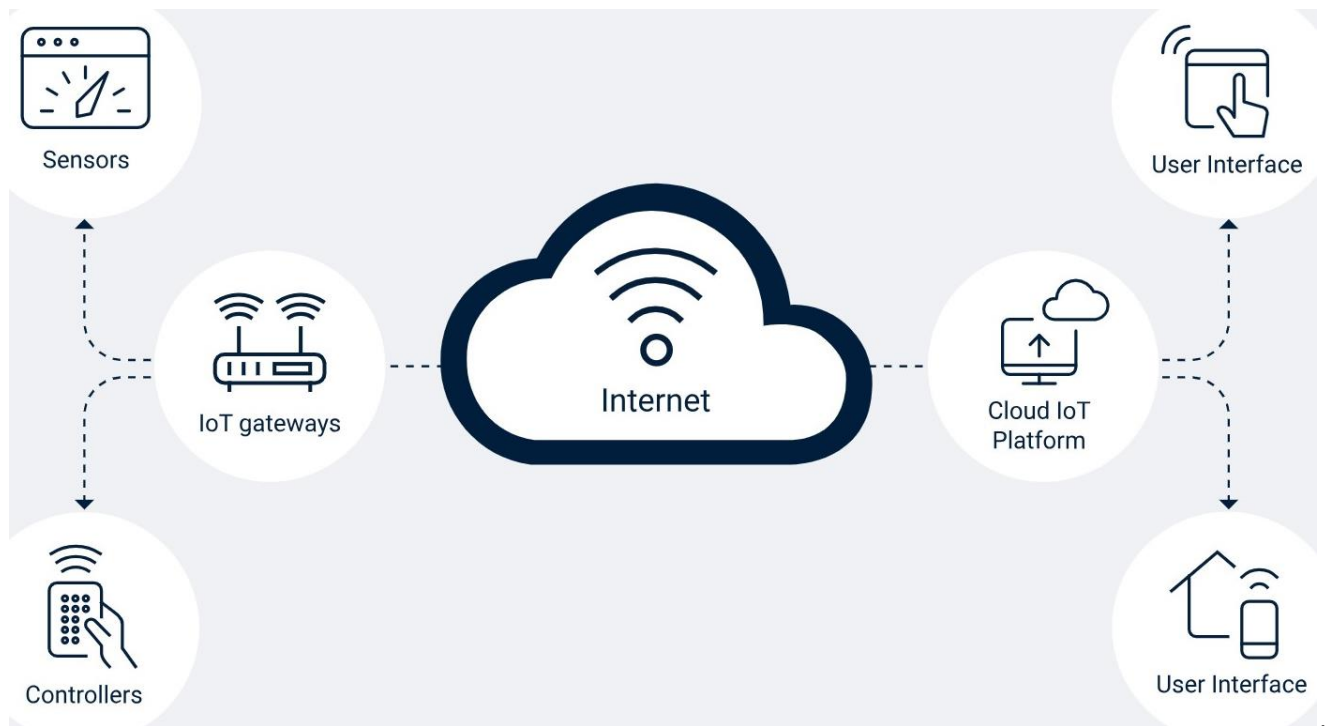 Sensors
User Interface
IoT gateways
Internet
Cloud IoT
Platform
Controllers
User Interface